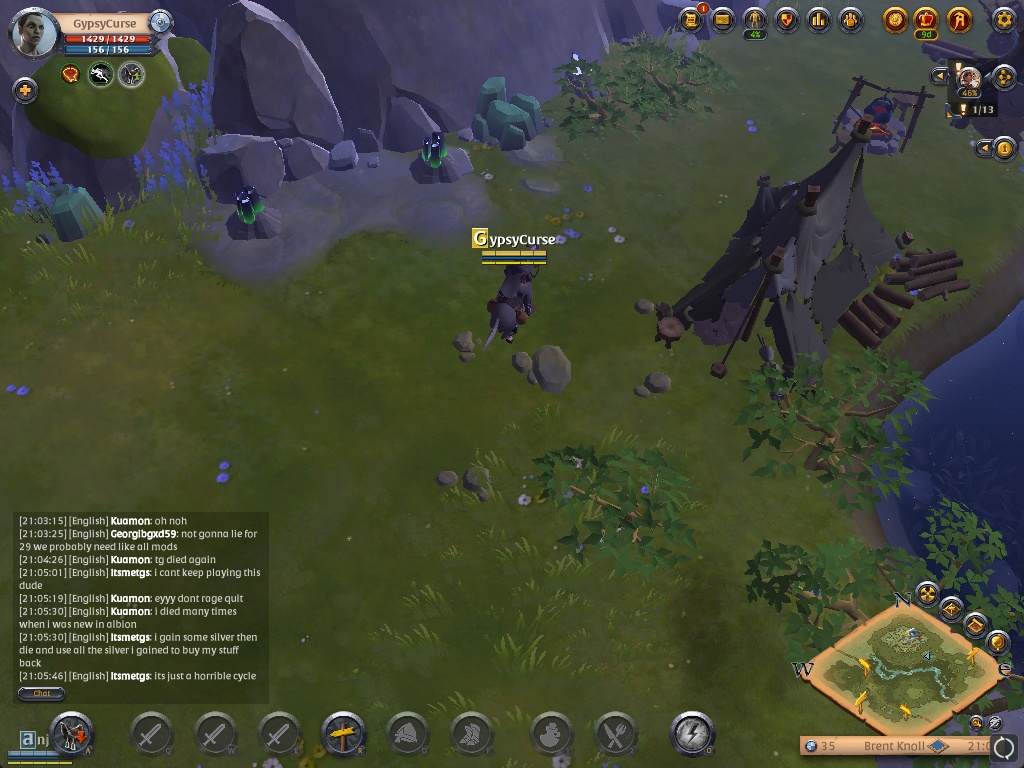 GypsyCurse
1429 / 1429
156 / 156
1
4%
9d
46%
1/13
1
GypsyCurse
[21:03:15] [English] Kuamon: oh noh
[21:03:25] [English] Georgibgxd59: not gonna lie for
29 we probably need like all mods
[21:04:26] [English] Kuamon: tg died again
[21:05:01] [English] Itsmetgs: i cant keep playing this
dude
[21:05:19] [English] Kuamon: eyyy dont rage quit
[21:05:30] [English] Kuamon: i died many times
when i was new in albion
[21:05:30] [English] Itsmetgs: i gain some silver then
die and use all the silver i gained to buy my stuff
back
[21:05:46] [English] Itsmetgs: its just a horrible cycle
Chat
anj
A
Q
W
E
R
D
F
O
N
W
E
35
Brent Knoll